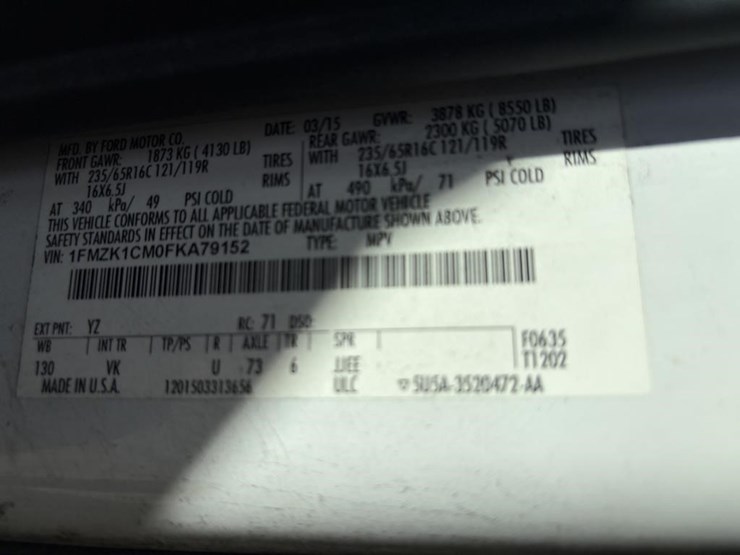 MFD. BY FORD MOTOR CO.
DATE: 03/15 GVWR: 3878 KG ( 8550 LB)
FRONT GAWR: 1873 KG ( 4130 LB)
REAR GAWR: 2300 KG ( 5070 LB)
WITH 235/65R16C 121/119R TIRES
WITH 235/65R16C 121/119R TIRES
16X6.5J RIMS
16X6.5J RIMS
AT 340 kPa/ 49 PSI COLD
AT 490 kPa/ 71 PSI COLD
THIS VEHICLE CONFORMS TO ALL APPLICABLE FEDERAL MOTOR VEHICLE
SAFETY STANDARDS IN EFFECT ON THE DATE OF MANUFACTURE SHOWN ABOVE.
VIN: 1FMZK1CM0FKA79152 TYPE: MPV
EXT PNT: YZ RC: 71 DSO:
WB INT TR TP/PS R AXLE TR SPR F0635
130 VK U 73 6 JJEE T1202
MADE IN U.S.A. 1201503313656 ULC 5U5A-3520472-AA